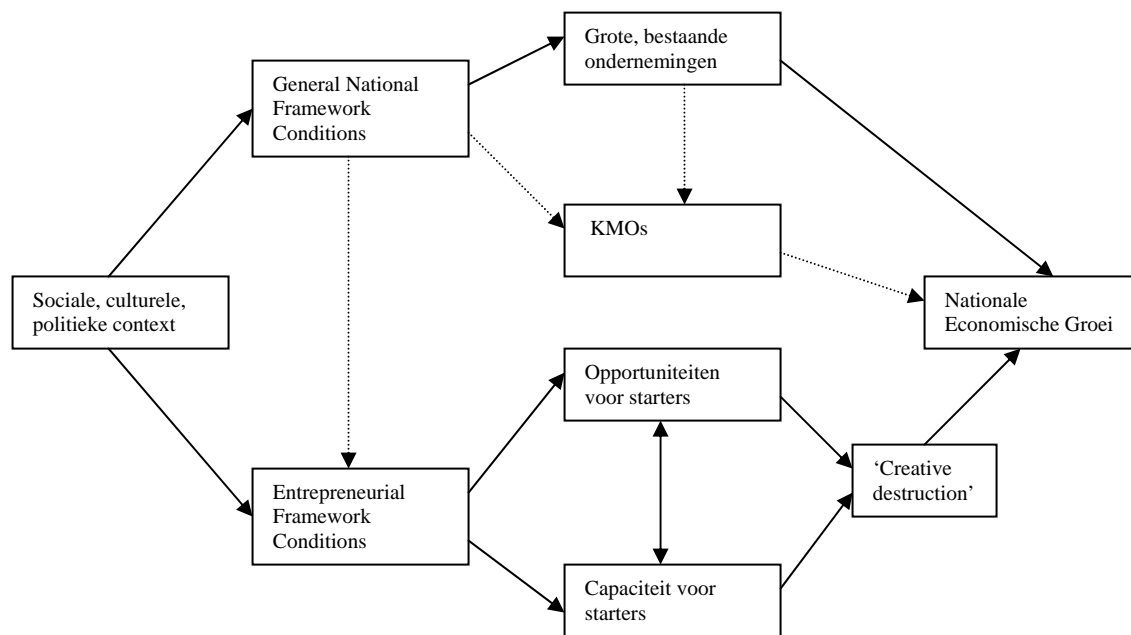 Grote, bestaande
ondernemingen
General National
Framework
Conditions
KMOs
Sociale, culturele,
politieke context
Nationale
Economische Groei
Opportuniteiten
voor starters
‘Creative
destruction’
Entrepreneurial
Framework
Conditions
Capaciteit voor
starters